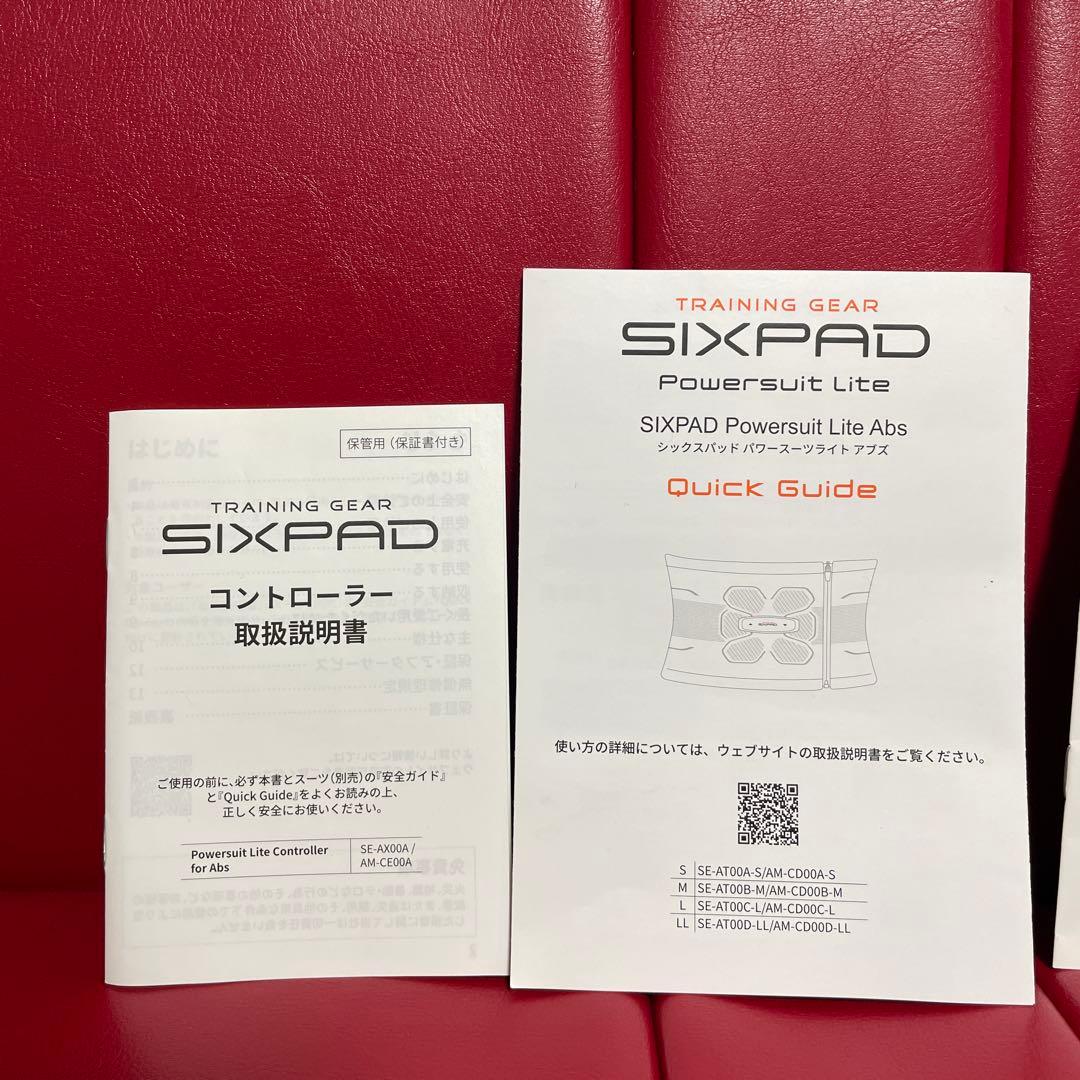 保管用（保証書付き）
TRAINING GEAR
SIXPAD
コントローラー
取扱説明書
ご使用の前に、必ず本書とスーツ（別売）の『安全ガイド』
と『Quick Guide』をよくお読みの上、
正しく安全にお使いください。
Powersuit Lite Controller
for Abs
SE-AX00A /
AM-CE00A
TRAINING GEAR
SIXPAD
Powersuit Lite
SIXPAD Powersuit Lite Abs
シックスパッド パワースーツライト アブズ
Quick Guide
SIXPAD
使い方の詳細については、ウェブサイトの取扱説明書をご覧ください。
S SE-AT00A-S/AM-CD00A-S
M SE-AT00B-M/AM-CD00B-M
L SE-AT00C-L/AM-CD00C-L
LL SE-AT00D-LL/AM-CD00D-LL